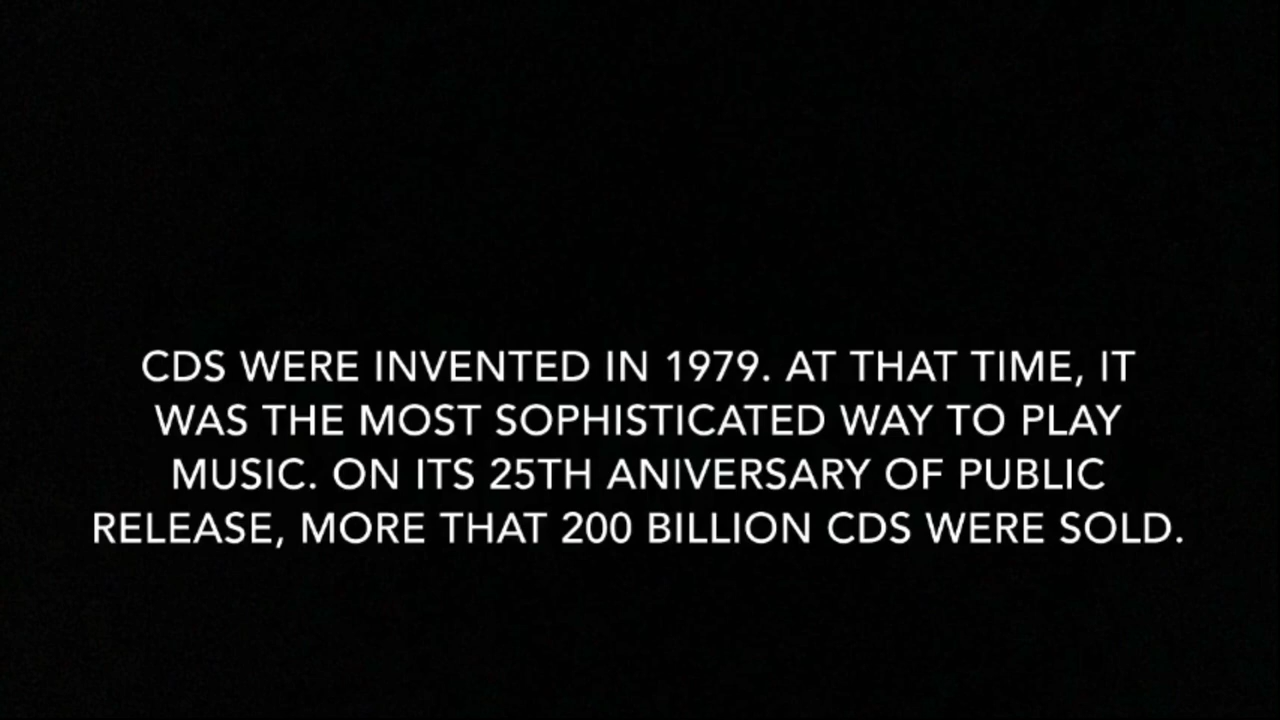 CDS WERE INVENTED IN 1979. AT THAT TIME, IT
WAS THE MOST SOPHISTICATED WAY TO PLAY
MUSIC. ON ITS 25TH ANIVERSARY OF PUBLIC
RELEASE, MORE THAT 200 BILLION CDS WERE SOLD.